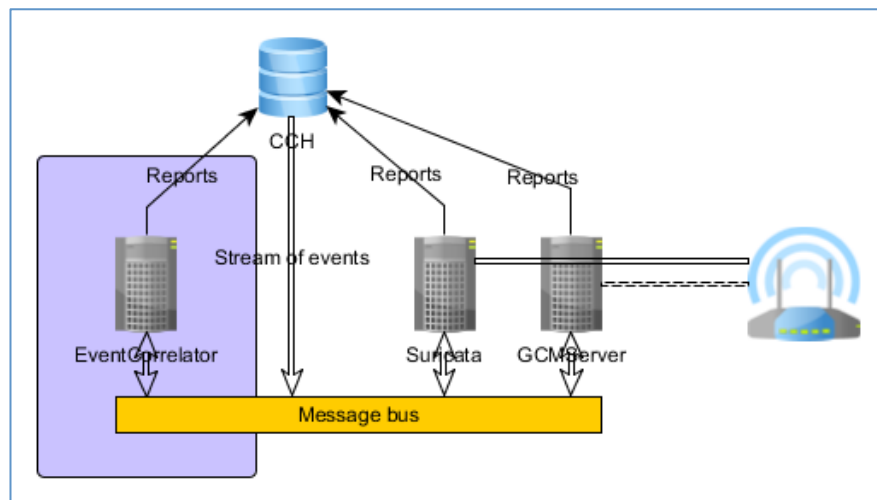 CCH
Reports
Reports
Reports
Stream of events
EventCorrelator
Suricata
GCMServer
Message bus